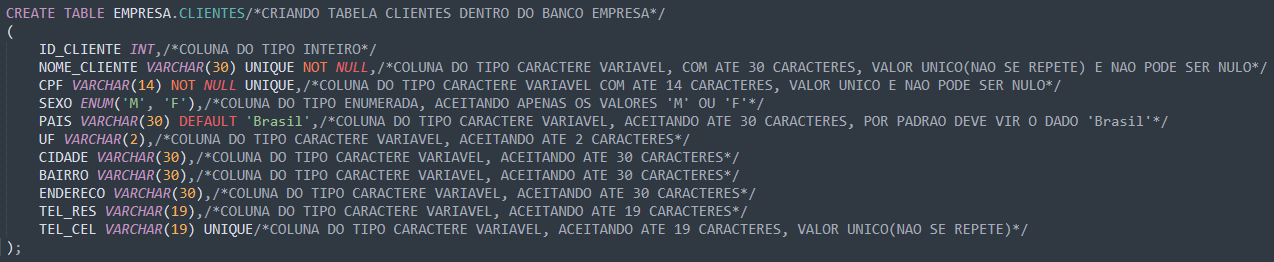 CREATE TABLE EMPRESA.CLIENTES/*CRIANDO TABELA CLIENTES DENTRO DO BANCO EMPRESA*/
(
    ID_CLIENTE INT,/*COLUNA DO TIPO INTEIRO*/
    NOME_CLIENTE VARCHAR(30) UNIQUE NOT NULL,/*COLUNA DO TIPO CARACTERE VARIAVEL, COM ATE 30 CARACTERES, VALOR UNICO(NAO SE REPETE) E NAO PODE SER NULO*/
    CPF VARCHAR(14) NOT NULL UNIQUE,/*COLUNA DO TIPO CARACTERE VARIAVEL COM ATE 14 CARACTERES, VALOR UNICO E NAO PODE SER NULO*/
    SEXO ENUM('M', 'F'),/*COLUNA DO TIPO ENUMERADA, ACEITANDO APENAS OS VALORES 'M' OU 'F'*/
    PAIS VARCHAR(30) DEFAULT 'Brasil',/*COLUNA DO TIPO CARACTERE VARIAVEL, ACEITANDO ATE 30 CARACTERES, POR PADRAO DEVE VIR O DADO 'Brasil'*/
    UF VARCHAR(2),/*COLUNA DO TIPO CARACTERE VARIAVEL, ACEITANDO ATE 2 CARACTERES*/
    CIDADE VARCHAR(30),/*COLUNA DO TIPO CARACTERE VARIAVEL, ACEITANDO ATE 30 CARACTERES*/
    BAIRRO VARCHAR(30),/*COLUNA DO TIPO CARACTERE VARIAVEL, ACEITANDO ATE 30 CARACTERES*/
    ENDERECO VARCHAR(30),/*COLUNA DO TIPO CARACTERE VARIAVEL, ACEITANDO ATE 30 CARACTERES*/
    TEL_RES VARCHAR(19),/*COLUNA DO TIPO CARACTERE VARIAVEL, ACEITANDO ATE 19 CARACTERES*/
    TEL_CEL VARCHAR(19) UNIQUE/*COLUNA DO TIPO CARACTERE VARIAVEL, ACEITANDO ATE 19 CARACTERES, VALOR UNICO(NAO SE REPETE)*/
);